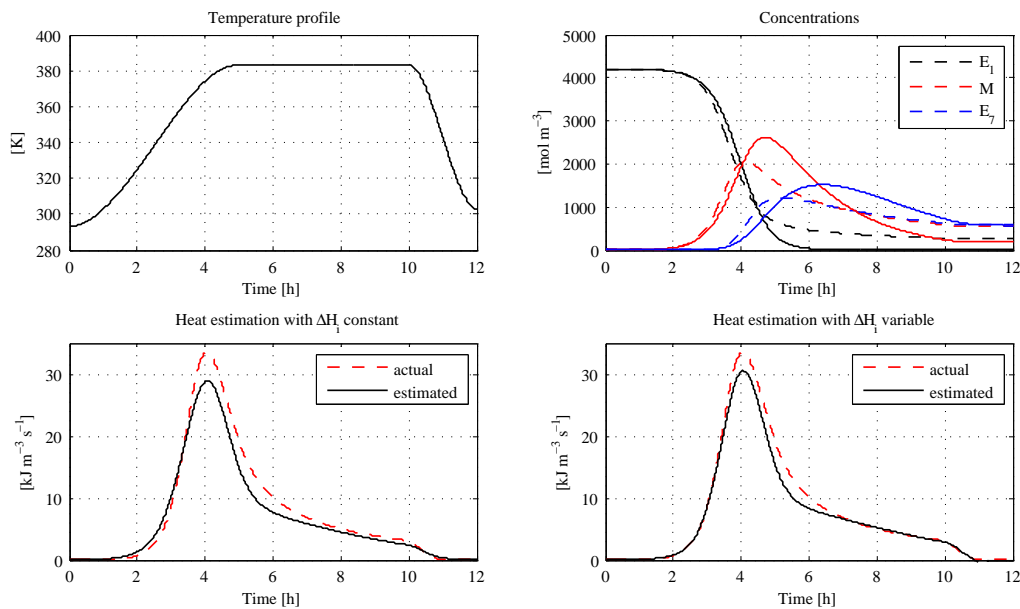 Temperature profile
400
380
360
340
320
300
280
[K]
0 2 4 6 8 10 12
Time [h]
Concentrations
5000
4000
3000
2000
1000
0
[mol m⁻³]
E₁
M
E₇
0 2 4 6 8 10 12
Time [h]
Heat estimation with ΔHᵢ constant
30
20
10
0
[kJ m⁻³ s⁻¹]
actual
estimated
0 2 4 6 8 10 12
Time [h]
Heat estimation with ΔHᵢ variable
30
20
10
0
[kJ m⁻³ s⁻¹]
actual
estimated
0 2 4 6 8 10 12
Time [h]